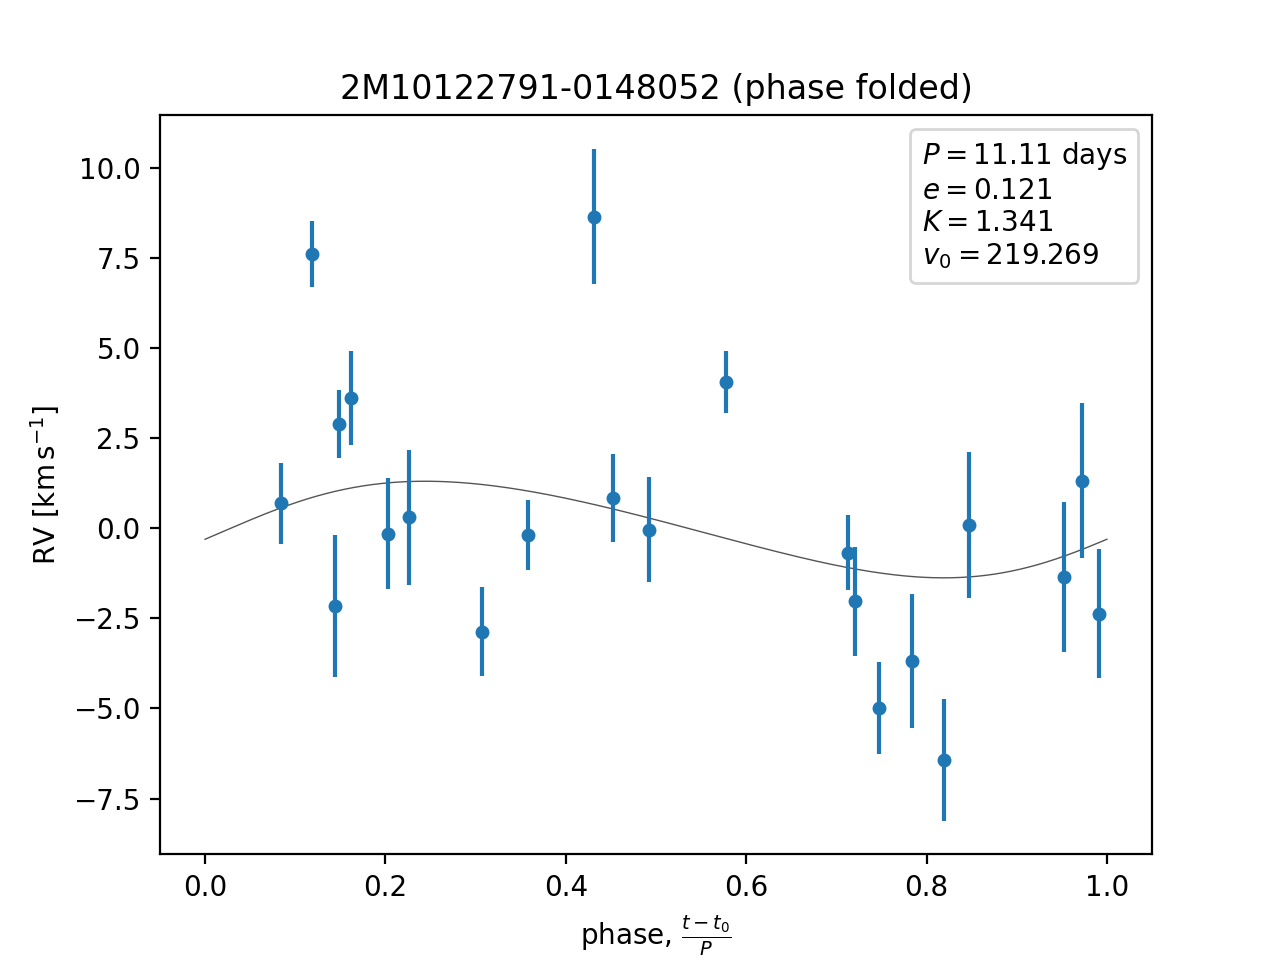 2M10122791-0148052 (phase folded)
P = 11.11 days
e = 0.121
K = 1.341
v₀ = 219.269
10.0
7.5
5.0
2.5
0.0
−2.5
−5.0
−7.5
RV [km s⁻¹]
0.0 0.2 0.4 0.6 0.8 1.0
phase, (t − t₀)/P